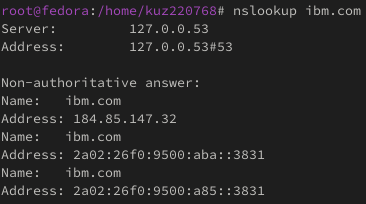 root@fedora:/home/kuz220768# nslookup ibm.com
Server:         127.0.0.53
Address:        127.0.0.53#53

Non-authoritative answer:
Name:   ibm.com
Address: 184.85.147.32
Name:   ibm.com
Address: 2a02:26f0:9500:aba::3831
Name:   ibm.com
Address: 2a02:26f0:9500:a85::3831